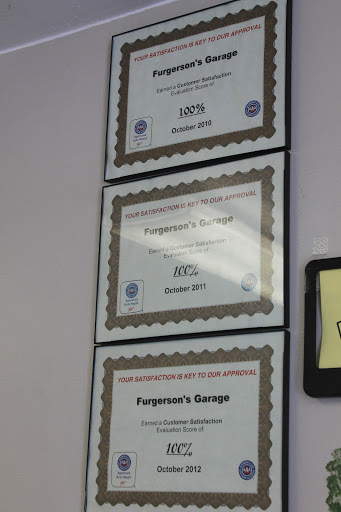 YOUR SATISFACTION IS KEY TO OUR APPROVAL
Furgerson's Garage
Earned a Customer Satisfaction
Evaluation Score of:
100%
October 2010
YOUR SATISFACTION IS KEY TO OUR APPROVAL
Furgerson's Garage
Earned a Customer Satisfaction
Evaluation Score of:
100%
October 2011
YOUR SATISFACTION IS KEY TO OUR APPROVAL
Furgerson's Garage
Earned a Customer Satisfaction
Evaluation Score of:
100%
October 2012